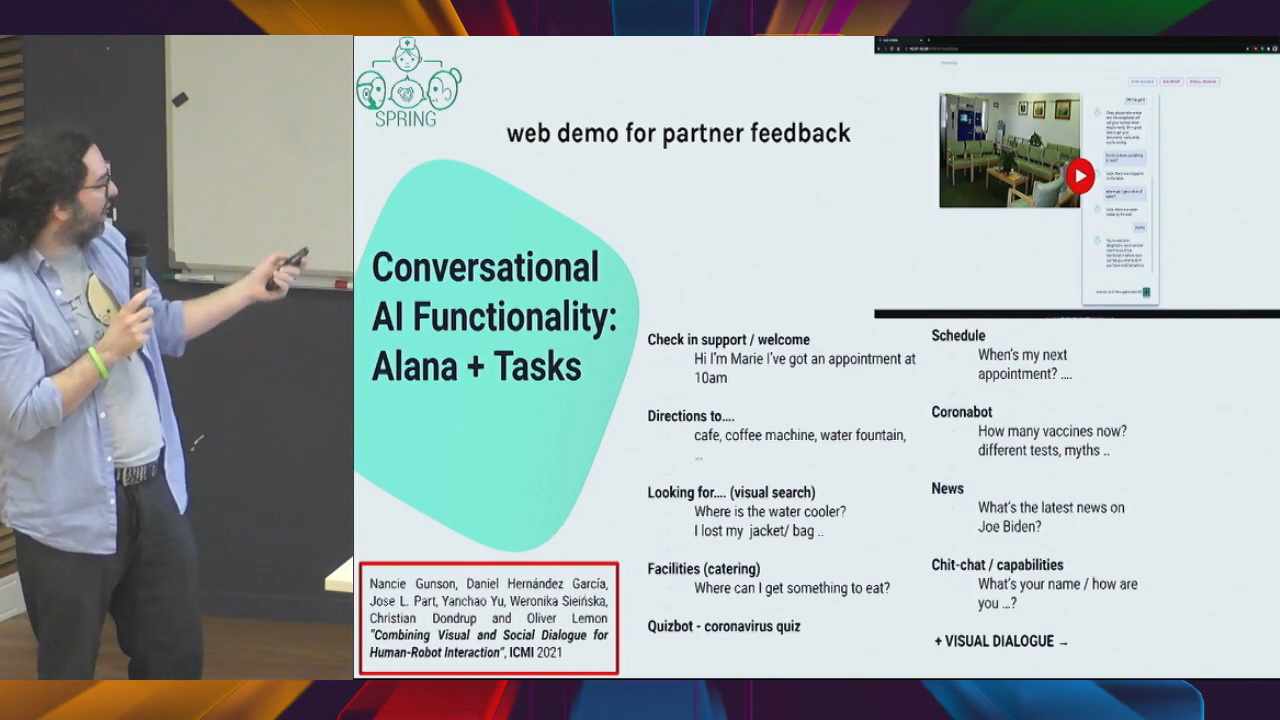 SPRING
web demo for partner feedback
Conversational
AI Functionality:
Alana + Tasks
Check in support / welcome
Hi I'm Marie I've got an appointment at
10am
Directions to....
cafe, coffee machine, water fountain,
...
Looking for.... (visual search)
Where is the water cooler?
I lost my jacket/ bag ..
Facilities (catering)
Where can I get something to eat?
Quizbot - coronavirus quiz
Schedule
When's my next
appointment? ....
Coronabot
How many vaccines now?
different tests, myths ..
News
What's the latest news on
Joe Biden?
Chit-chat / capabilities
What's your name / how are
you ...?
+ VISUAL DIALOGUE →
Nancie Gunson, Daniel Hernández García,
Jose L. Part, Yanchao Yu, Weronika Sieińska,
Christian Dondrup and Oliver Lemon
"Combining Visual and Social Dialogue for
Human-Robot Interaction", ICMI 2021